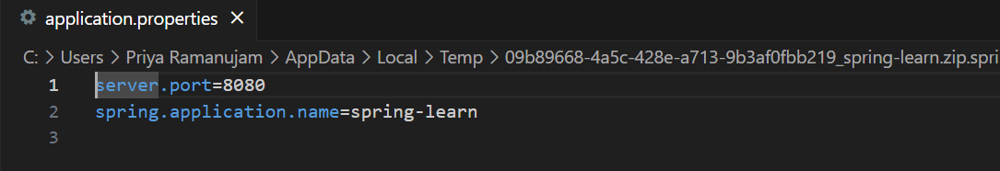 application.properties
C: > Users > Priya Ramanujam > AppData > Local > Temp > 09b89668-4a5c-428e-a713-9b3af0fbb219_spring-learn.zip.spri
1 server.port=8080
2 spring.application.name=spring-learn
3